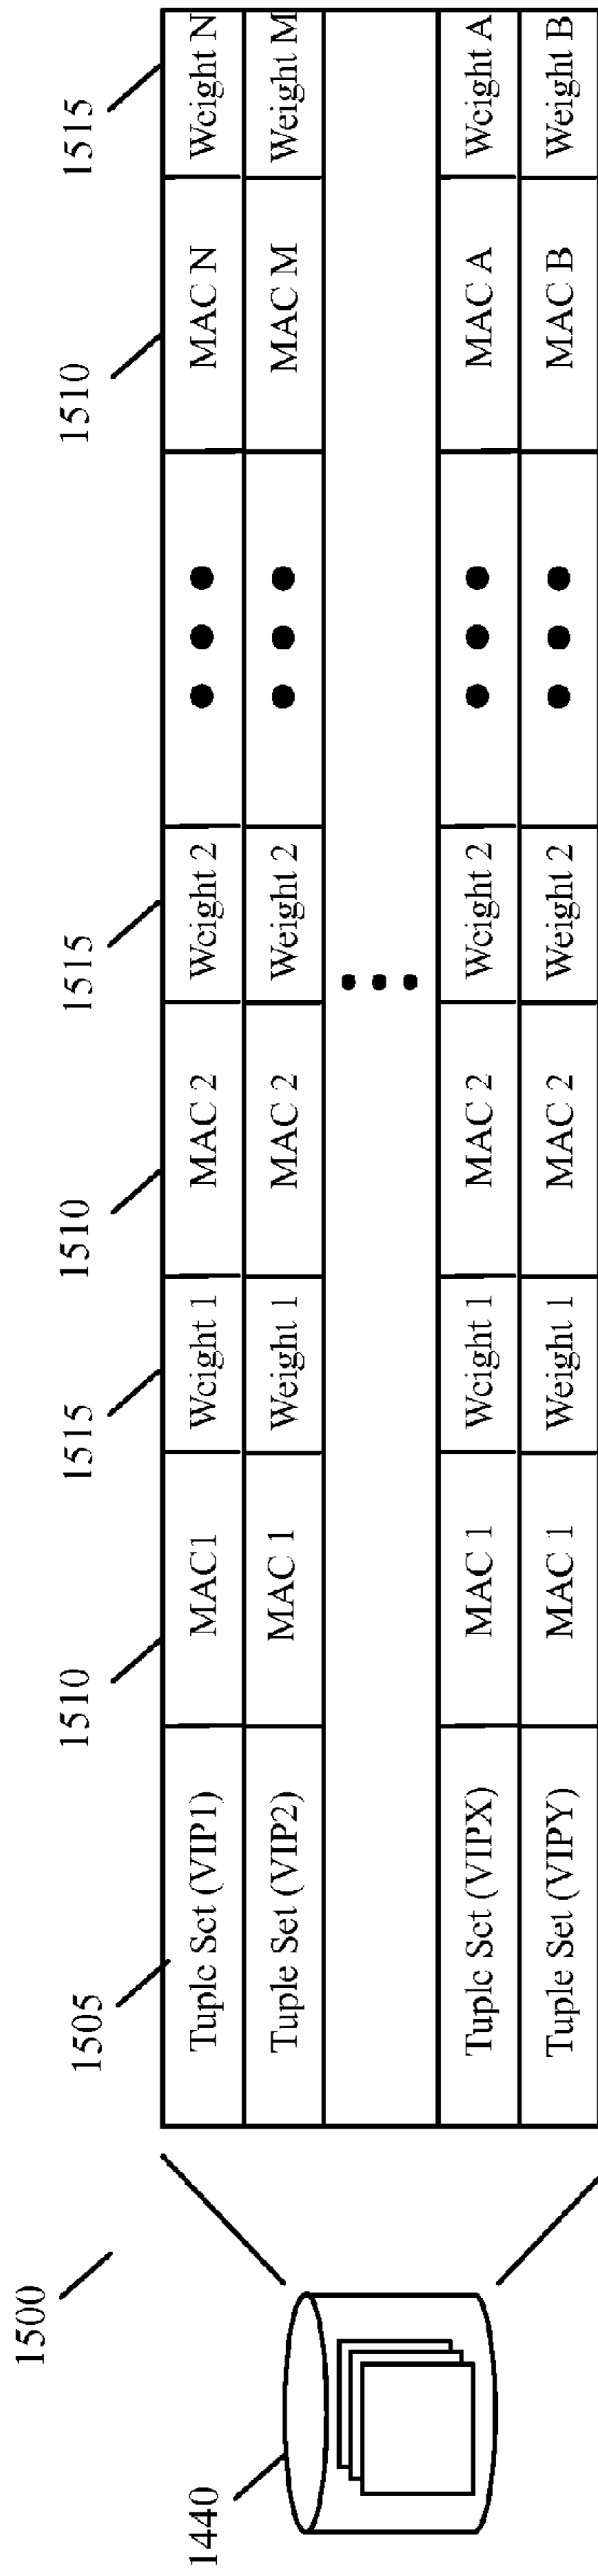 1500
1440
1505
1510
1515
1510
1515
1510
1515
Tuple Set (VIP1) MAC1 Weight 1 MAC 2 Weight 2 ● ● ● MAC N Weight N
Tuple Set (VIP2) MAC 1 Weight 1 MAC 2 Weight 2 ● ● ● MAC M Weight M
● ● ●
Tuple Set (VIPX) MAC 1 Weight 1 MAC 2 Weight 2 ● ● ● MAC A Weight A
Tuple Set (VIPY) MAC 1 Weight 1 MAC 2 Weight 2 ● ● ● MAC B Weight B